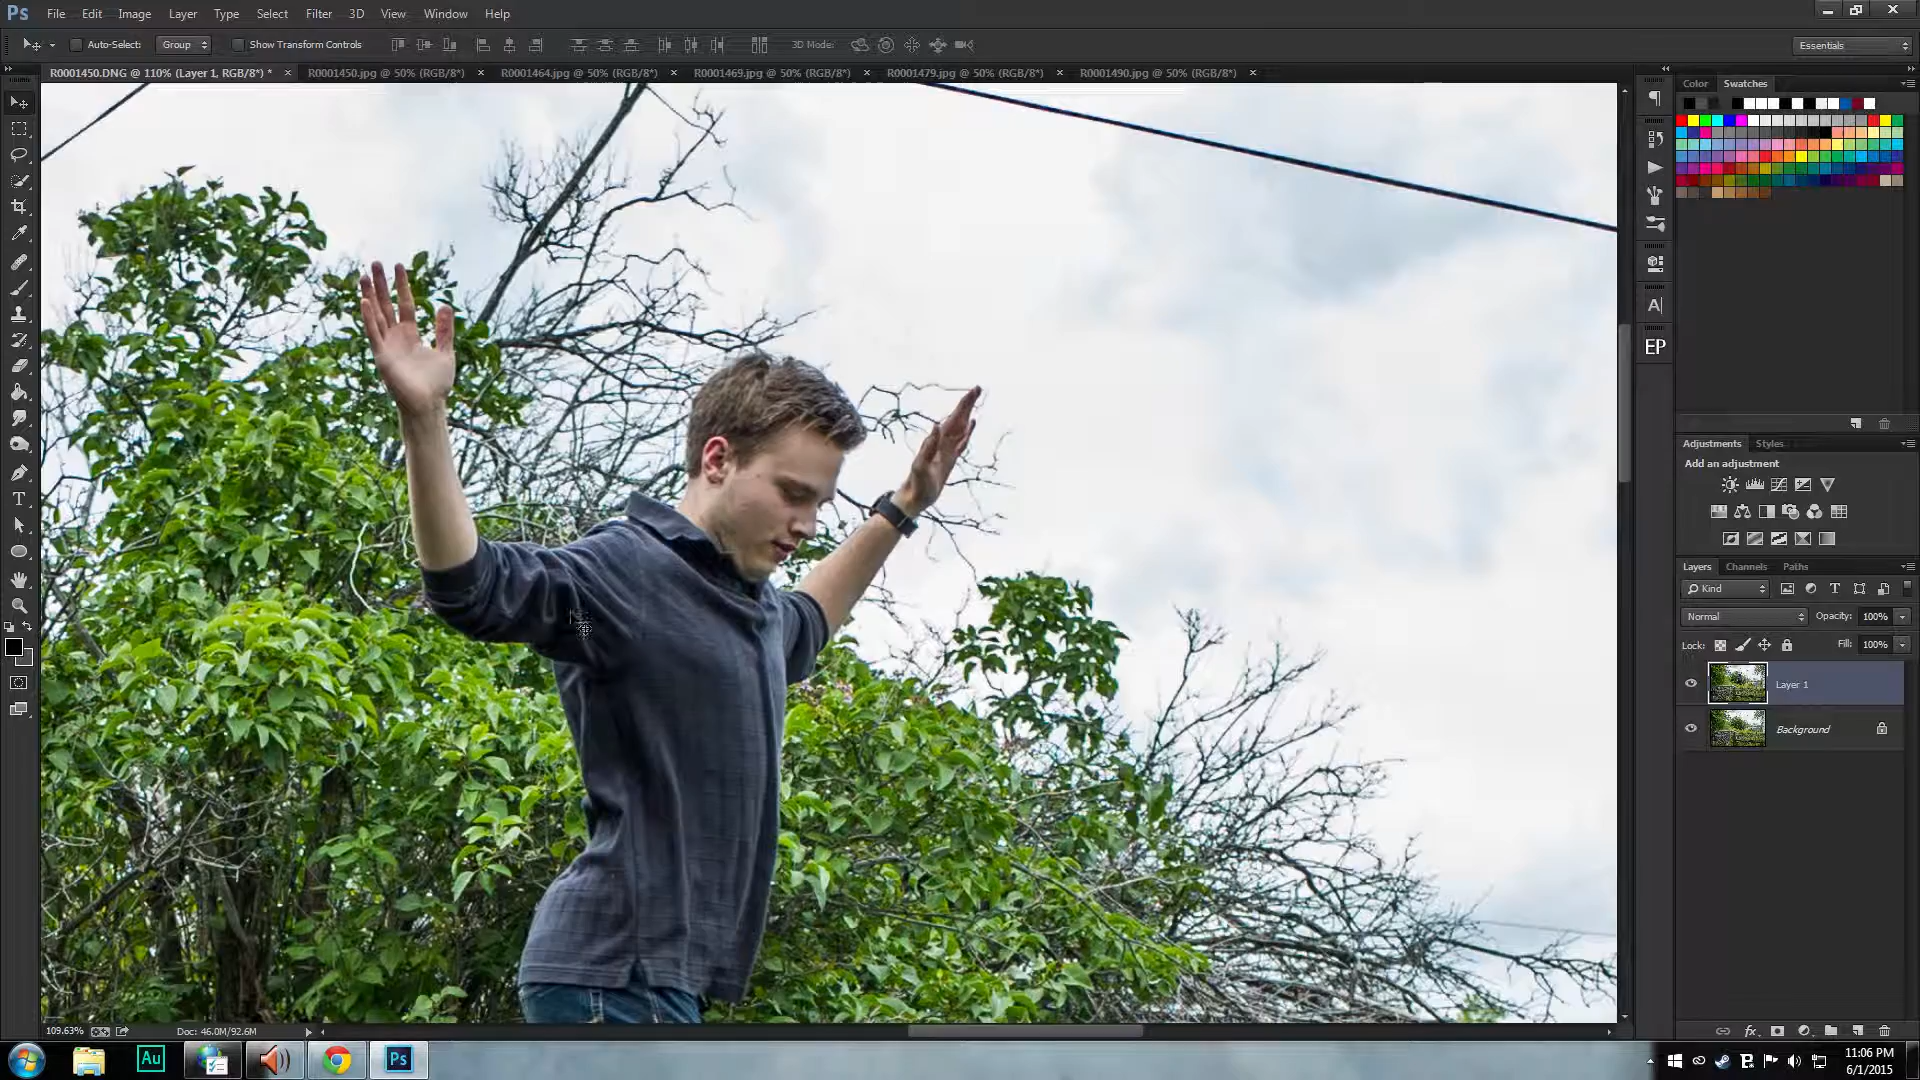 Ps File Edit Image Layer Type Select Filter 3D View Window Help
Auto-Select: Group Show Transform Controls 3D Mode: Essentials
R0001450.DNG @ 110% (Layer 1, RGB/8*) * × R0001450.jpg @ 50% (RGB/8*) × R0001464.jpg @ 50% (RGB/8*) × R0001469.jpg @ 50% (RGB/8*) × R0001479.jpg @ 50% (RGB/8*) × R0001490.jpg @ 50% (RGB/8*) ×
Color Swatches
A|
EP
Adjustments Styles
Add an adjustment
T
Layers Channels Paths
Kind T
Normal Opacity: 100%
Lock: Fill: 100%
Layer 1
Background
109.63% Doc: 46.0M/92.6M
fx
Au Ps
11:06 PM
6/1/2015